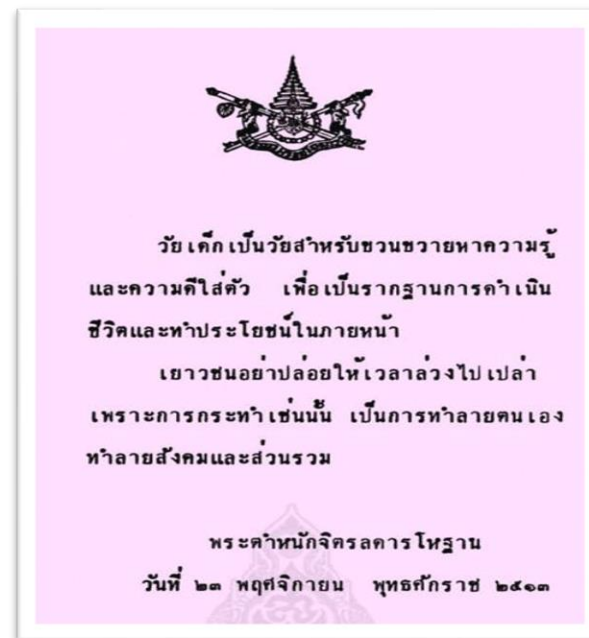 วัยเด็กเป็นวัยสำหรับขวนขวายหาความรู้
และความดีใส่ตัว เพื่อเป็นรากฐานการดำเนิน
ชีวิตและทำประโยชน์ในภายหน้า
เยาวชนอย่าปล่อยให้เวลาล่วงไปเปล่า
เพราะการกระทำเช่นนั้น เป็นการทำลายตนเอง
ทำลายสังคมและส่วนรวม
พระตำหนักจิตรลดารโหฐาน
วันที่ ๒๓ พฤศจิกายน พุทธศักราช ๒๕๑๓